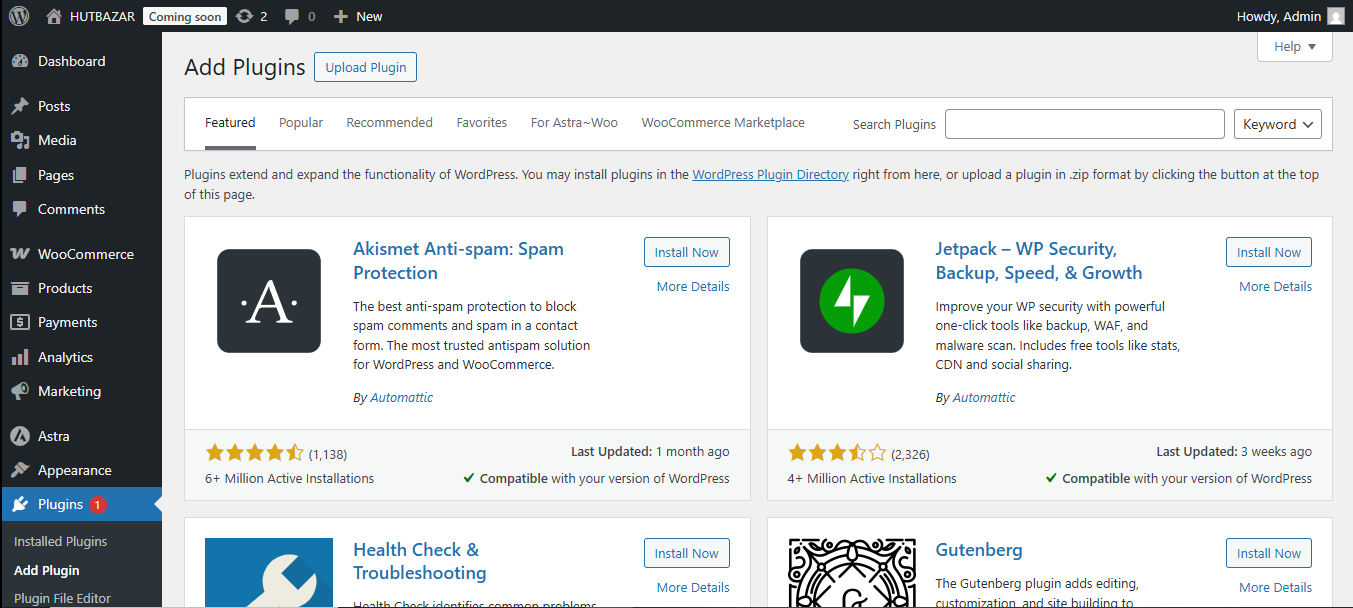 HUTBAZAR Coming soon 2 0 New Howdy, Admin
Help
Dashboard
Posts
Media
Pages
Comments
WooCommerce
Products
Payments
Analytics
Marketing
Astra
Appearance
Plugins 1
Installed Plugins
Add Plugin
Plugin File Editor
Add Plugins Upload Plugin
Featured Popular Recommended Favorites For Astra~Woo WooCommerce Marketplace Search Plugins Keyword
Plugins extend and expand the functionality of WordPress. You may install plugins in the WordPress Plugin Directory right from here, or upload a plugin in .zip format by clicking the button at the top
of this page.
·A·
Akismet Anti-spam: Spam
Protection
Install Now
More Details
The best anti-spam protection to block
spam comments and spam in a contact
form. The most trusted antispam solution
for WordPress and WooCommerce.
By Automattic
(1,138)
Last Updated: 1 month ago
6+ Million Active Installations
Compatible with your version of WordPress
Jetpack – WP Security,
Backup, Speed, & Growth
Install Now
More Details
Improve your WP security with powerful
one-click tools like backup, WAF, and
malware scan. Includes free tools like stats,
CDN and social sharing.
By Automattic
(2,326)
Last Updated: 3 weeks ago
4+ Million Active Installations
Compatible with your version of WordPress
Health Check &
Troubleshooting
Install Now
More Details
Health Check identifies common problems,
Gutenberg
Install Now
More Details
The Gutenberg plugin adds editing,
customization, and site building to